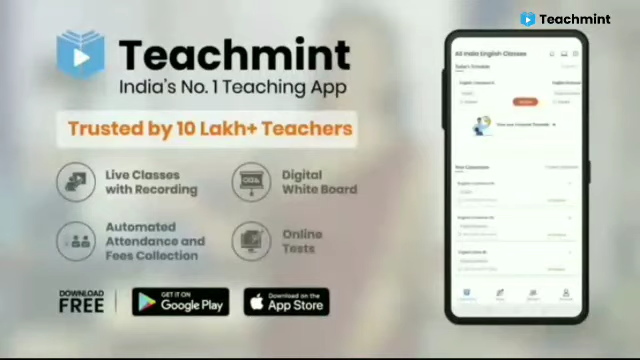 Teachmint
Teachmint
India's No. 1 Teaching App
Trusted by 10 Lakh+ Teachers
Live Classes
with Recording
Digital
White Board
Automated
Attendance and
Fees Collection
Online
Tests
DOWNLOAD
FREE
GET IT ON
Google Play
Download on the
App Store
All India English Classes